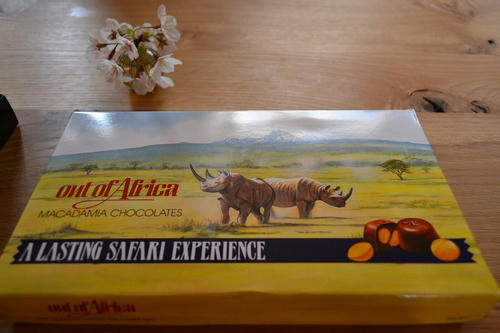 out of Africa
MACADAMIA CHOCOLATES
A LASTING SAFARI EXPERIENCE
out of Africa